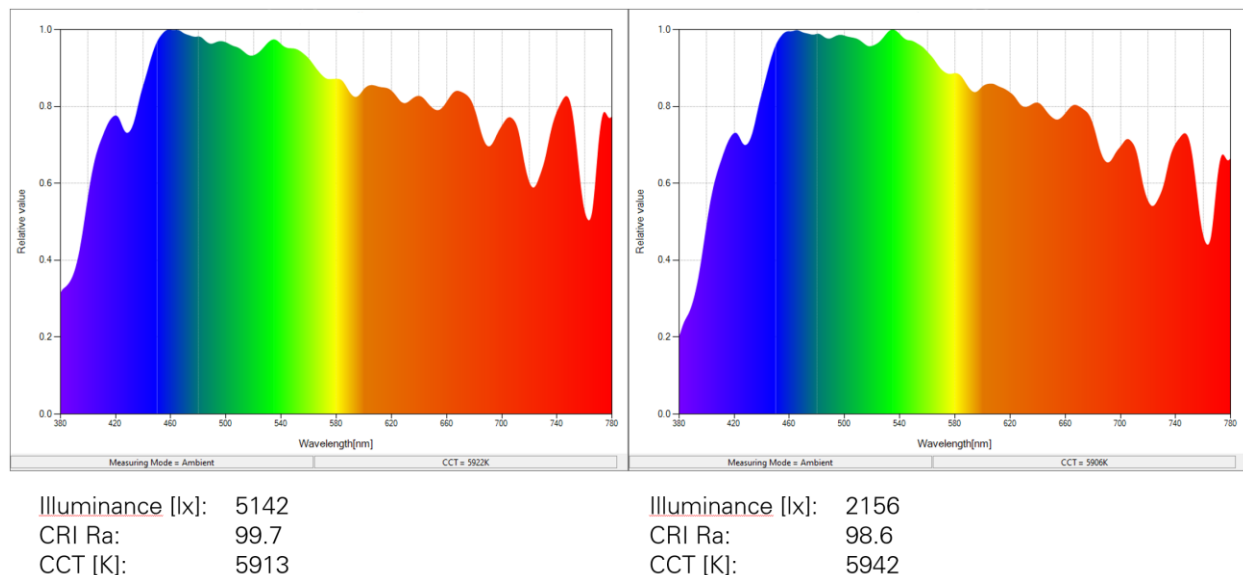 1.0
0.8
0.6
0.4
0.2
0.0
Relative value
380 420 460 500 540 580 620 660 700 740 780
Wavelength[nm]
Measuring Mode = Ambient CCT = 5922K
1.0
0.8
0.6
0.4
0.2
0.0
Relative value
380 420 460 500 540 580 620 660 700 740 780
Wavelength[nm]
Measuring Mode = Ambient CCT = 5906K
Illuminance [lx]: 5142
CRI Ra: 99.7
CCT [K]: 5913
Illuminance [lx]: 2156
CRI Ra: 98.6
CCT [K]: 5942